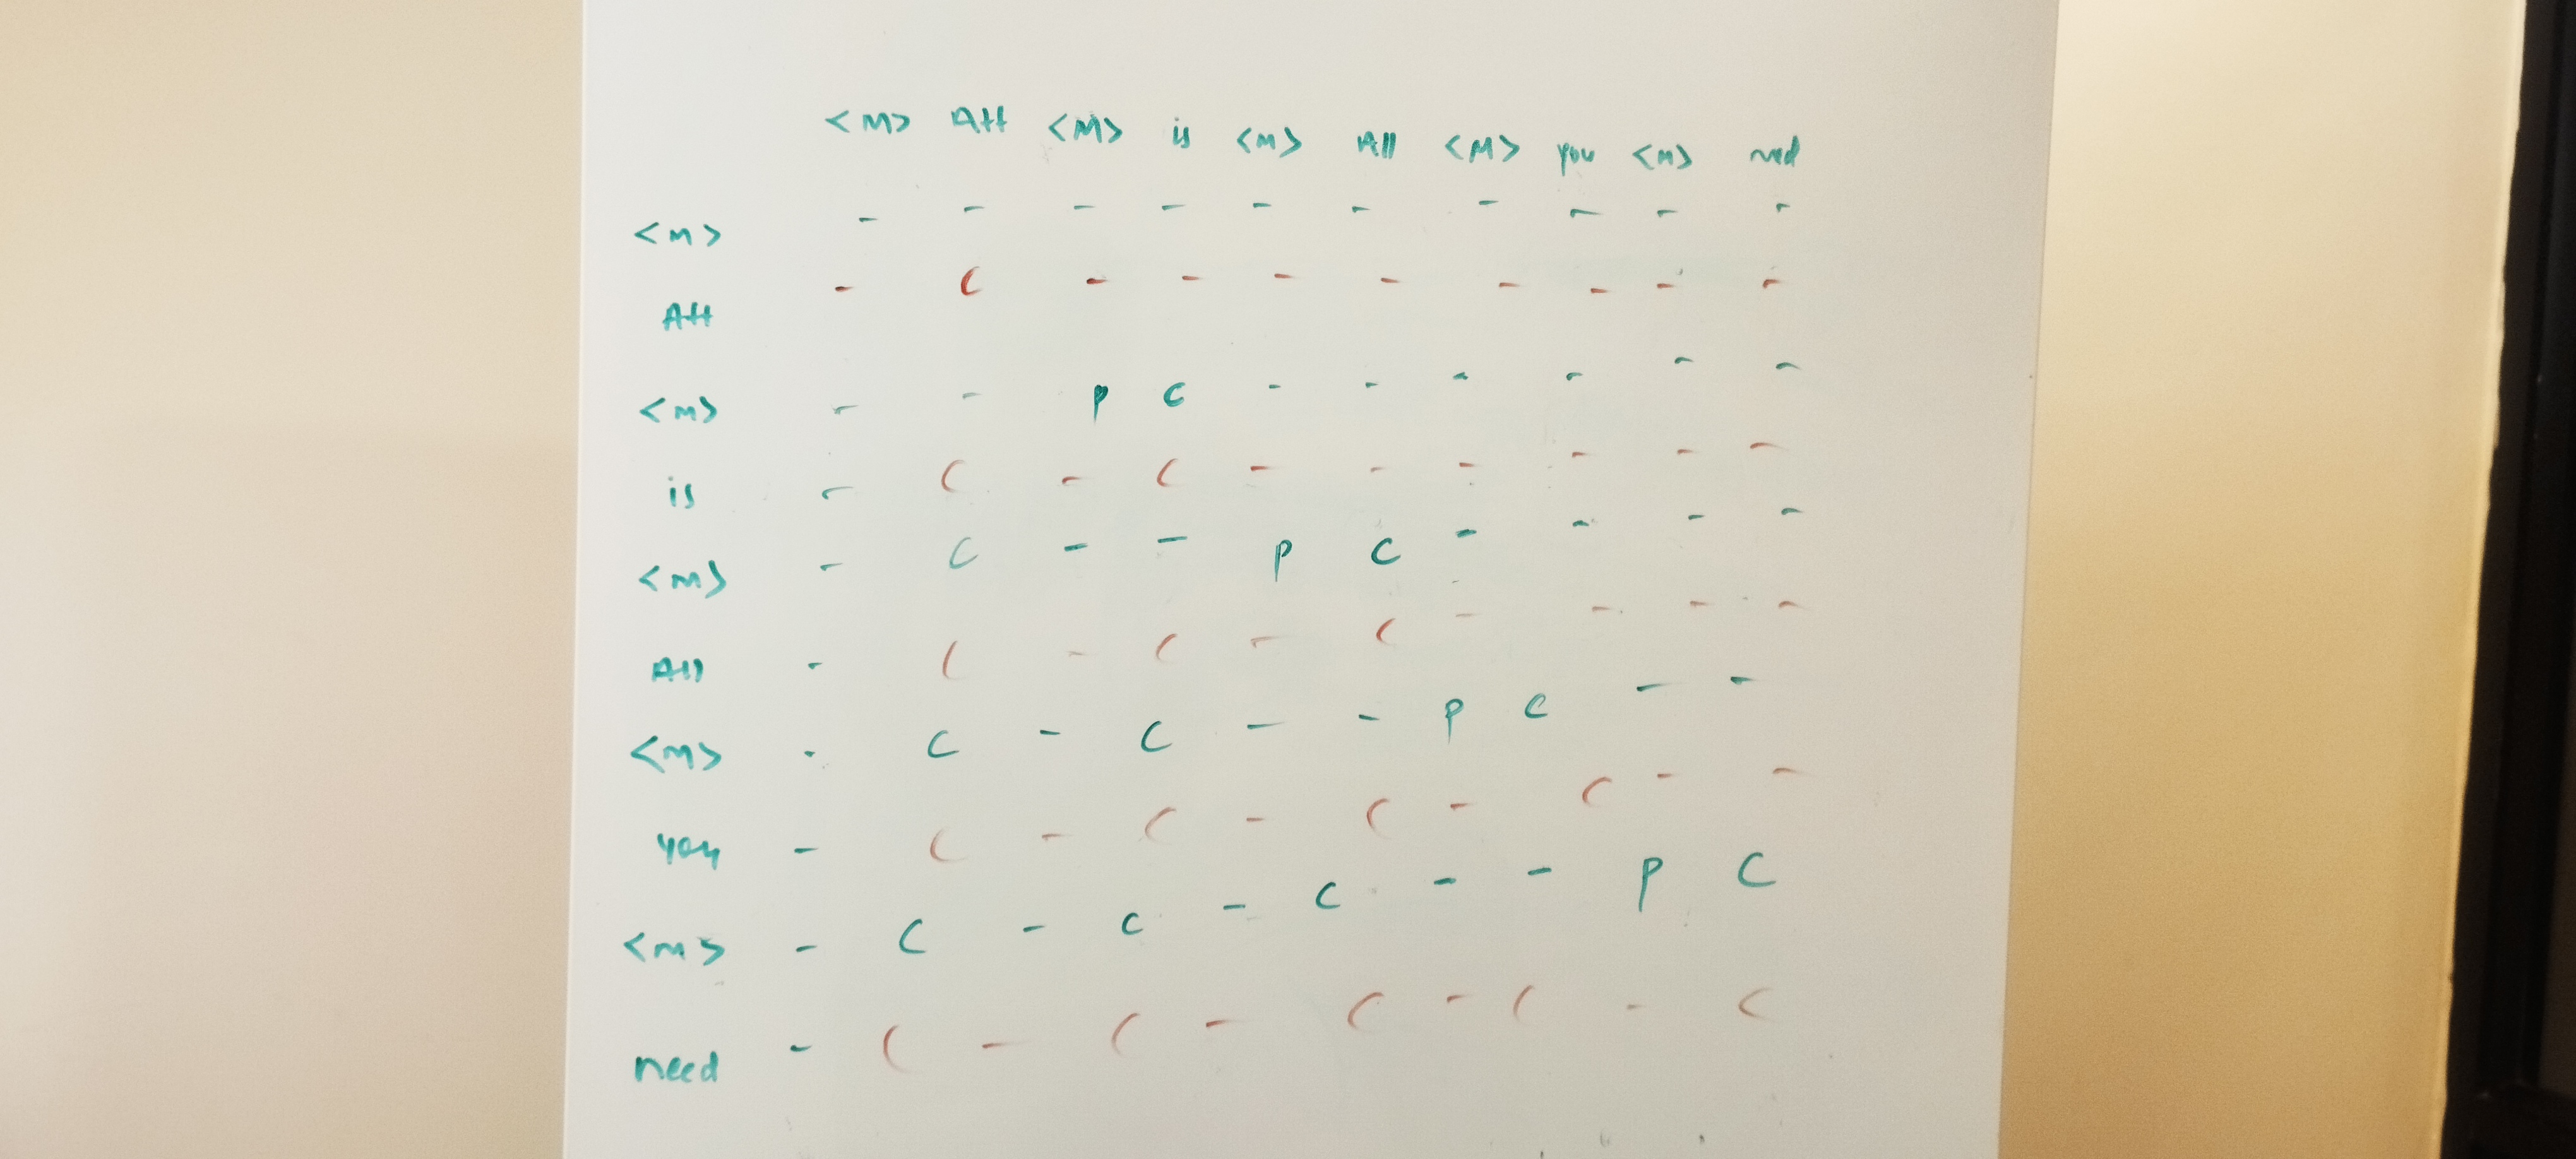 <M> Att <M> is <M> All <M> you <M> need
<M> - - - - - - - - - -
Att - C - - - - - - - -
<M> - - P C - - - - - -
is - C - C - - - - - -
<M> - C - - P C - - - -
All - C - C - C - - - -
<M> - C - C - - P C - -
you - C - C - C - C - -
<M> - C - C - C - - P C
need - C - C - C - C - C